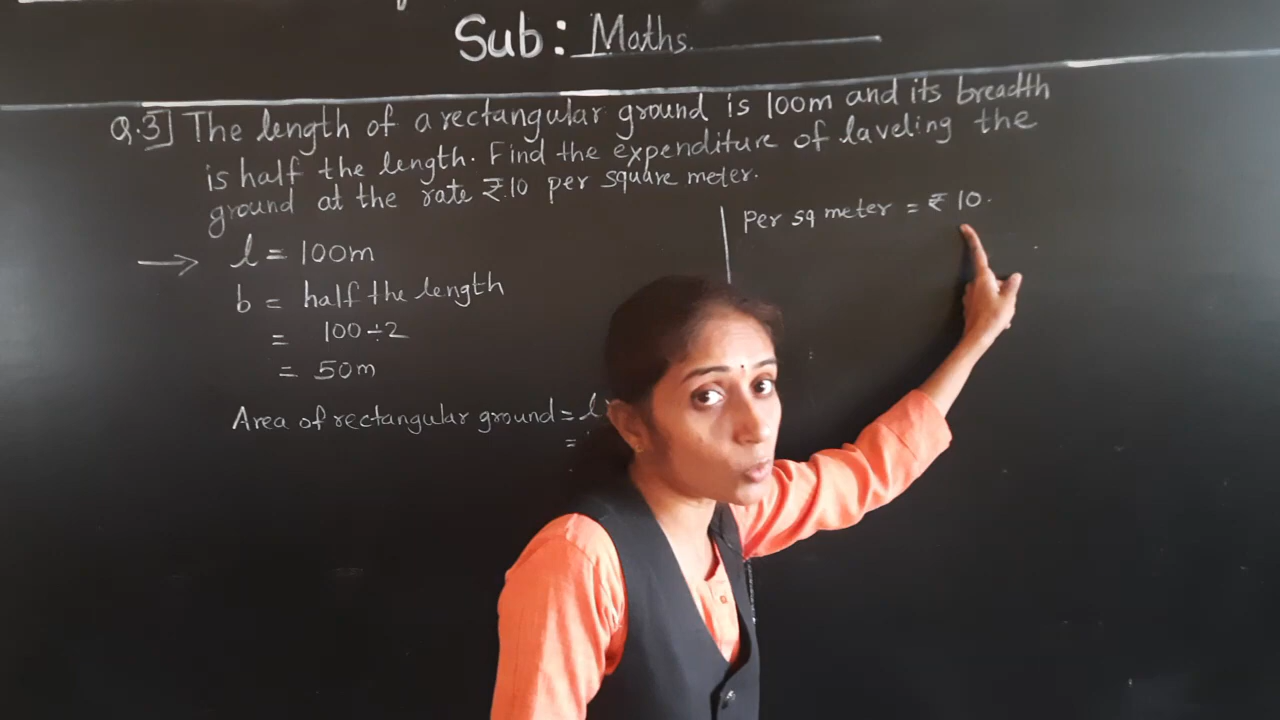 Sub: Maths.
Q.3] The length of a rectangular ground is 100m and its breadth
is half the length. Find the expenditure of laveling the
ground at the rate ₹.10 per square meter.
→ l = 100m
b = half the length
= 100÷2
= 50m
Area of rectangular ground = l
=
Per sq meter = ₹ 10.